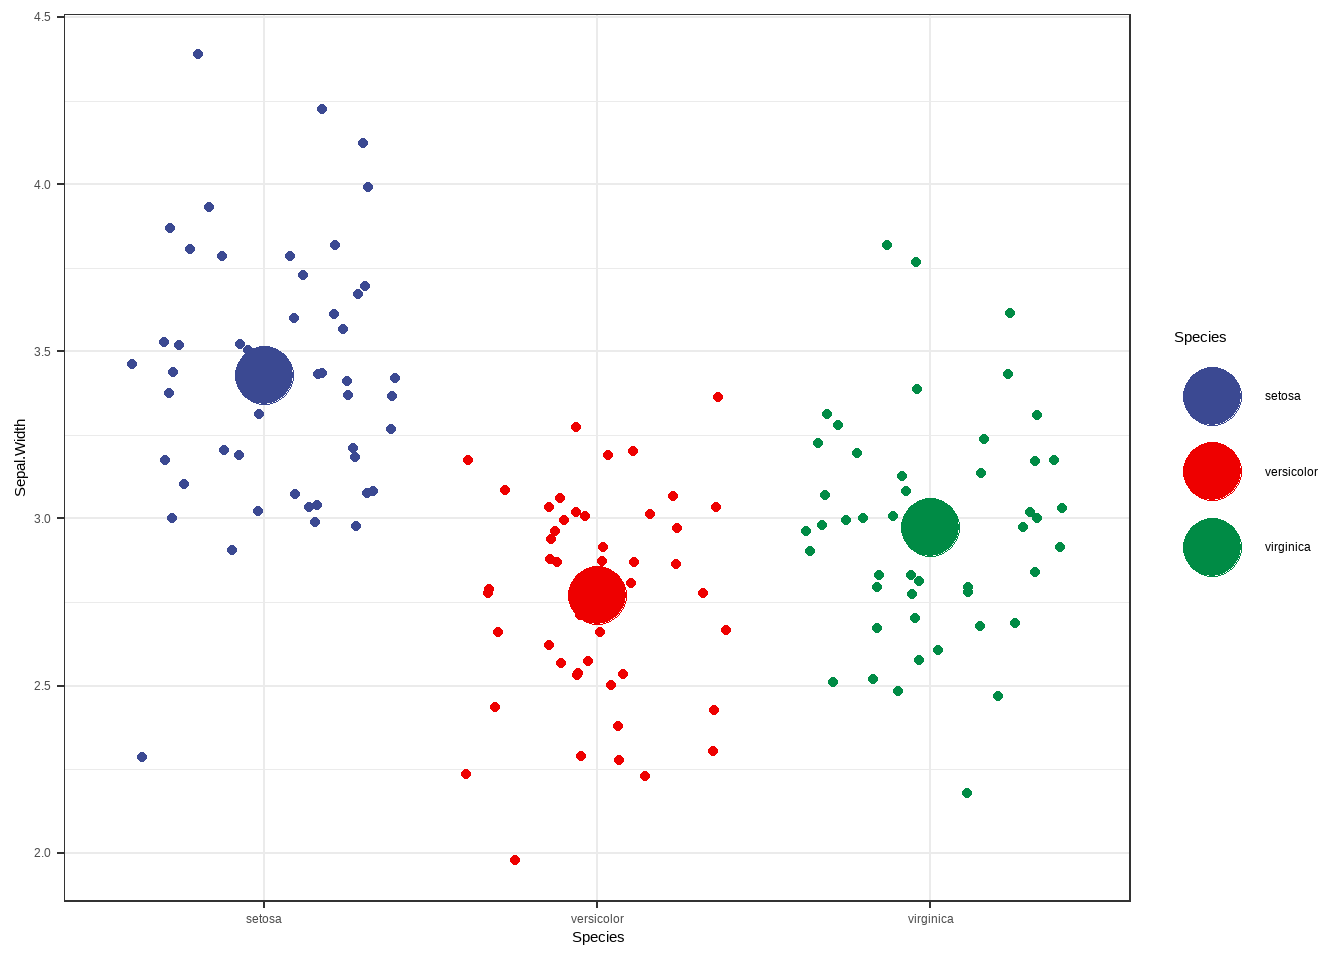 4.5
4.0
3.5
3.0
2.5
2.0
Sepal.Width
setosa
versicolor
virginica
Species
Species
setosa
versicolor
virginica